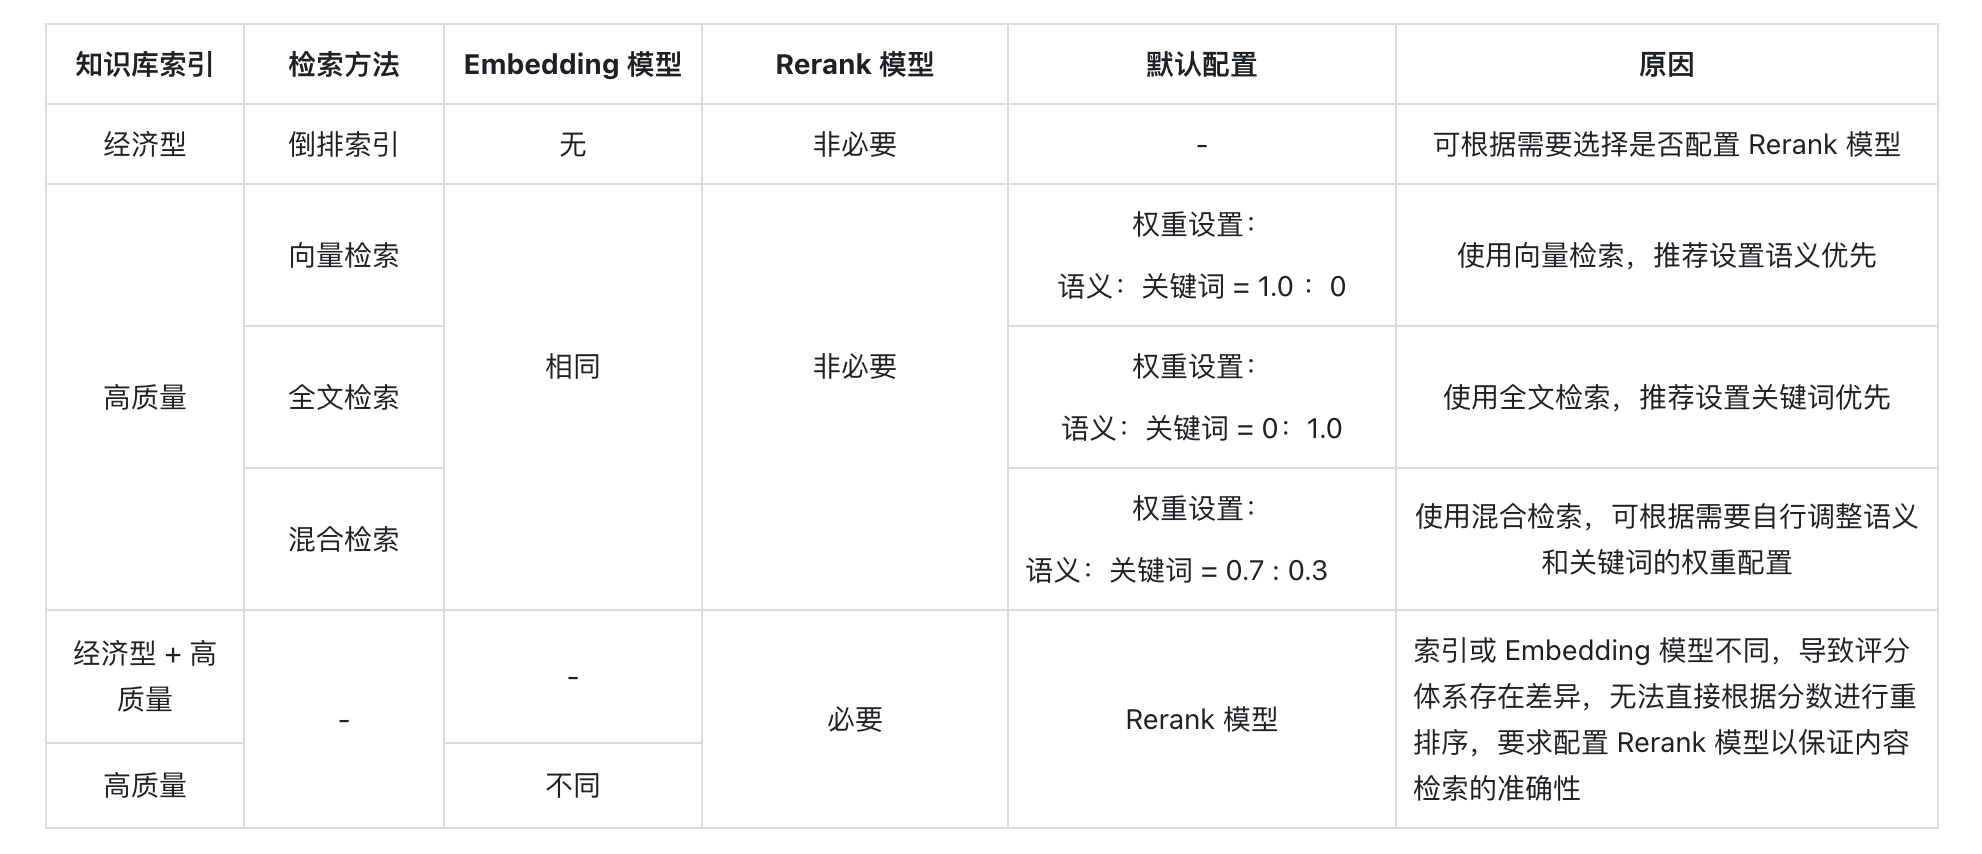 知识库索引
检索方法
Embedding 模型
Rerank 模型
默认配置
原因
经济型
倒排索引
无
非必要
-
可根据需要选择是否配置 Rerank 模型
高质量
向量检索
相同
非必要
权重设置：
语义：关键词 = 1.0 ：0
使用向量检索，推荐设置语义优先
全文检索
权重设置：
语义：关键词 = 0：1.0
使用全文检索，推荐设置关键词优先
混合检索
权重设置：
语义：关键词 = 0.7 : 0.3
使用混合检索，可根据需要自行调整语义
和关键词的权重配置
经济型 + 高
质量
-
-
必要
Rerank 模型
索引或 Embedding 模型不同，导致评分
体系存在差异，无法直接根据分数进行重
排序，要求配置 Rerank 模型以保证内容
检索的准确性
高质量
不同